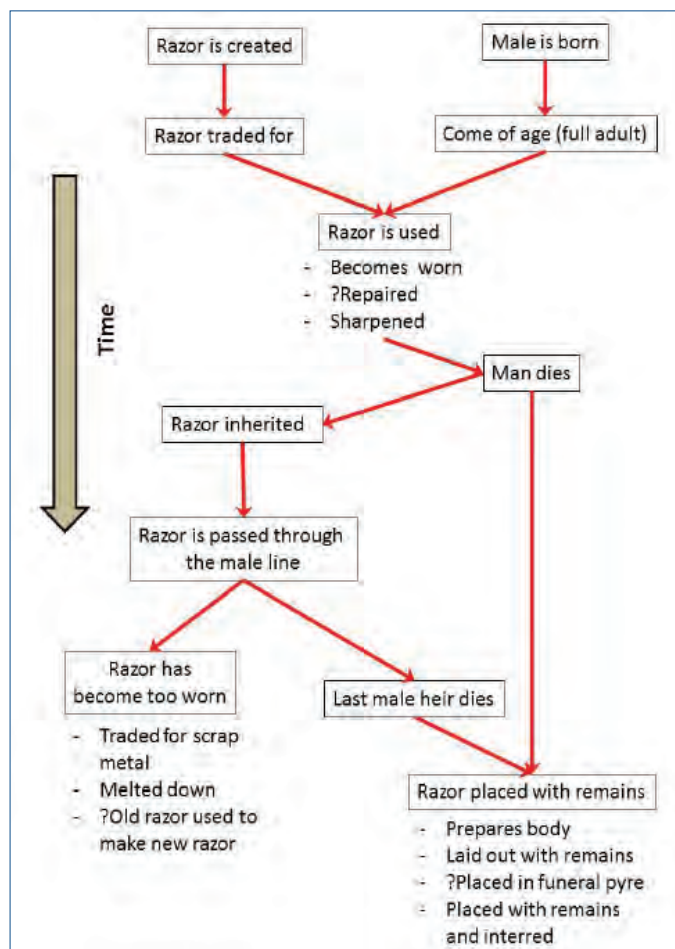 Razor is created
Male is born
Razor traded for
Come of age (full adult)
Time
Razor is used
- Becomes worn
- ?Repaired
- Sharpened
Man dies
Razor inherited
Razor is passed through
the male line
Razor has
become too worn
- Traded for scrap
metal
- Melted down
- ?Old razor used to
make new razor
Last male heir dies
Razor placed with remains
- Prepares body
- Laid out with remains
- ?Placed in funeral pyre
- Placed with remains
and interred